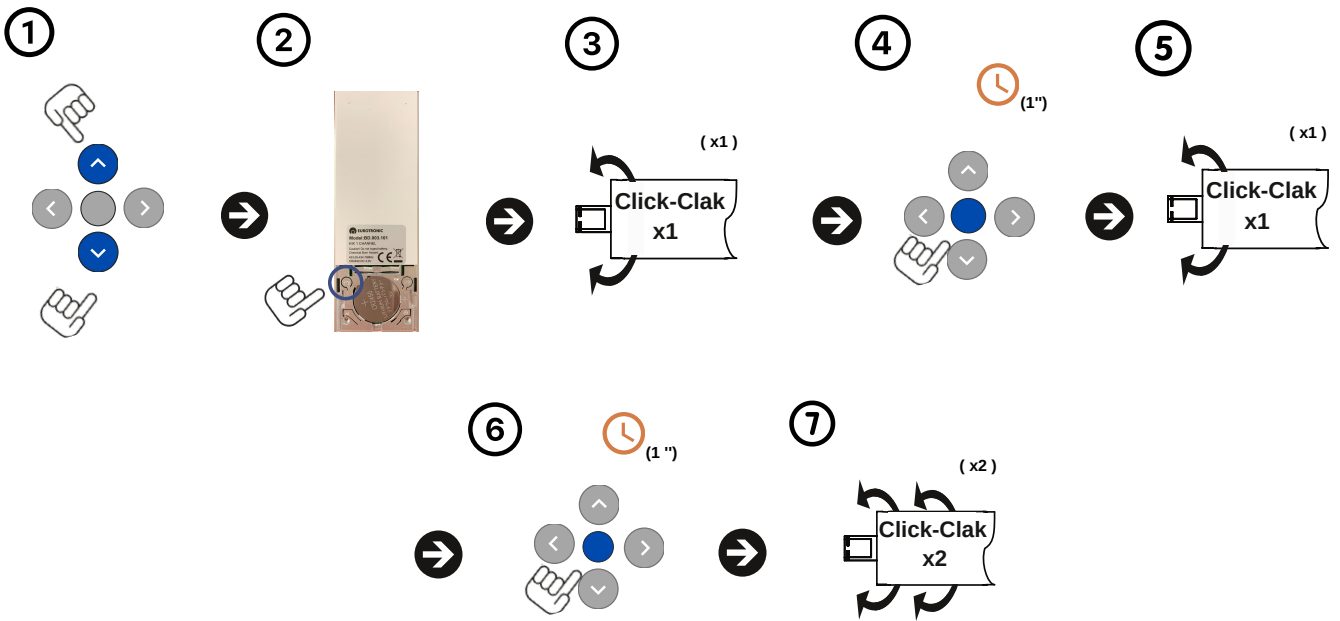 1
2
3
4
5
(1")
( x1 )
( x1 )
Click-Clak
x1
Click-Clak
x1
EUROTRONIC
6
7
(1 '')
( x2 )
Click-Clak
x2